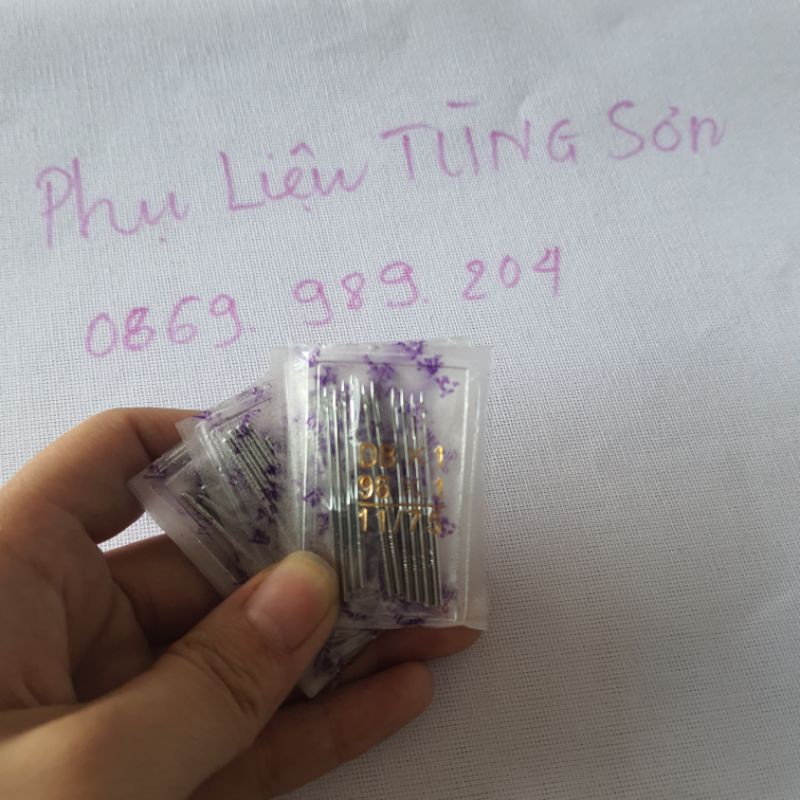 Phụ Liệu TÙNG Sơn
0869. 989. 204
DB × 1
96 × 1
11/75